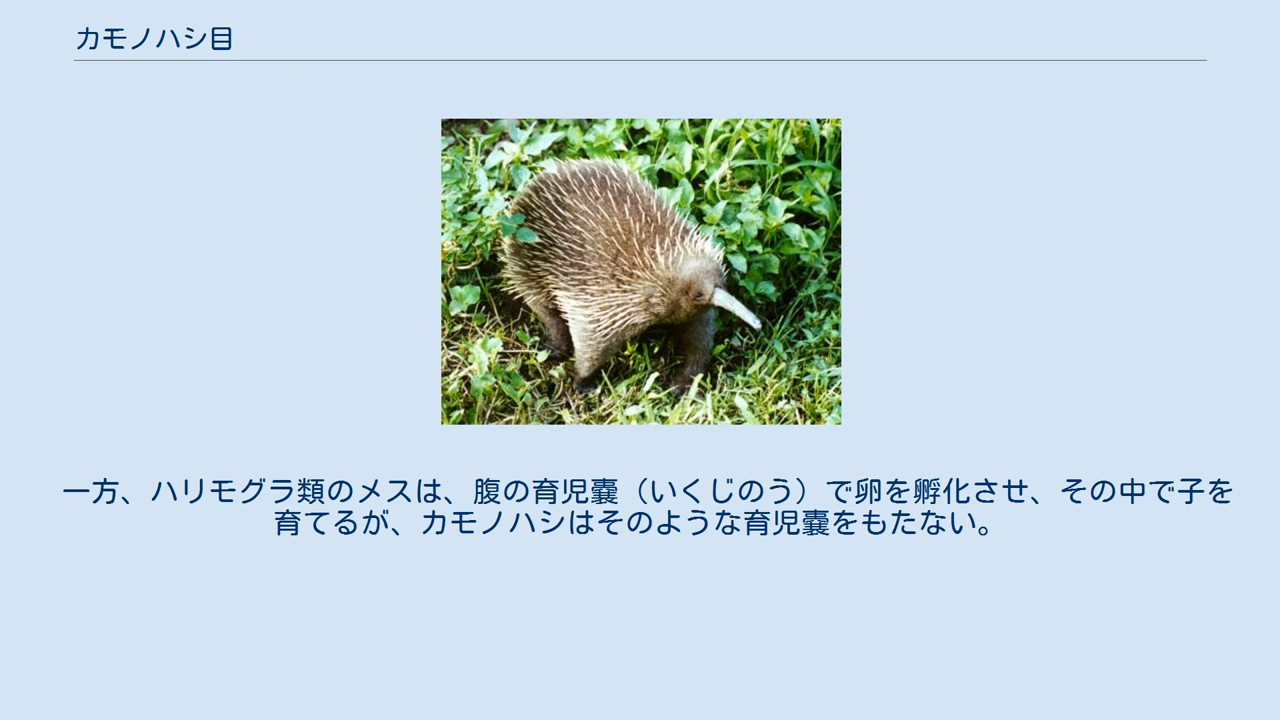 カモノハシ目
一方、ハリモグラ類のメスは、腹の育児嚢（いくじのう）で卵を孵化させ、その中で子を
育てるが、カモノハシはそのような育児嚢をもたない。